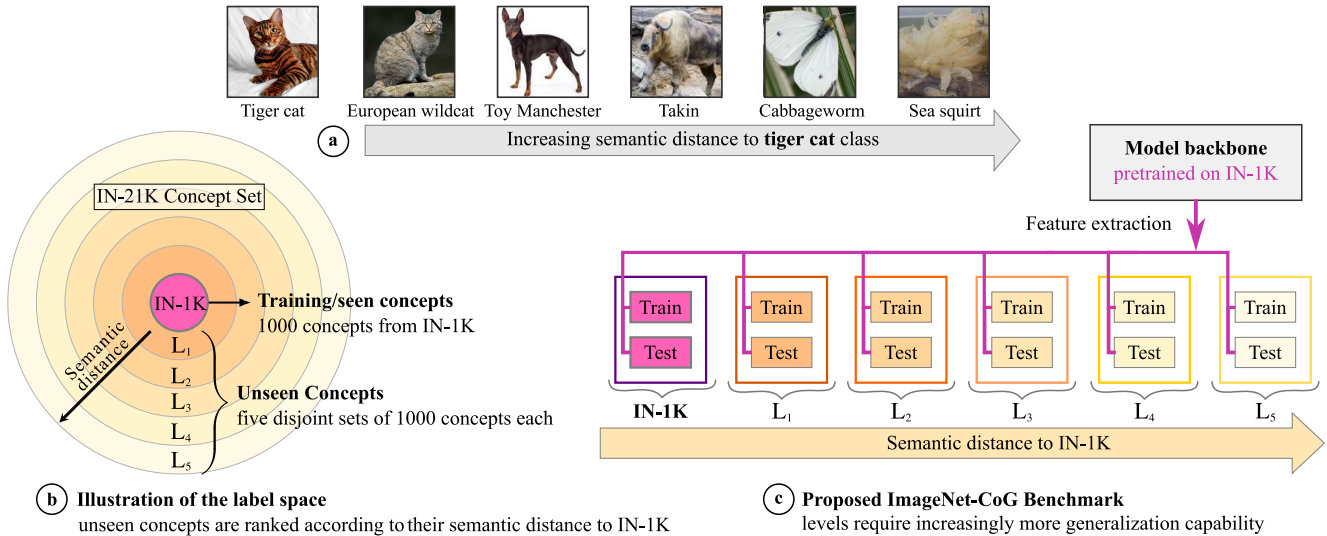 Tiger cat
European wildcat
Toy Manchester
Takin
Cabbageworm
Sea squirt
a
Increasing semantic distance to tiger cat class
IN-21K Concept Set
IN-1K
Training/seen concepts
1000 concepts from IN-1K
Semantic
distance
L1
L2
L3
L4
L5
Unseen Concepts
five disjoint sets of 1000 concepts each
b Illustration of the label space
unseen concepts are ranked according to their semantic distance to IN-1K
Model backbone
pretrained on IN-1K
Feature extraction
Train
Train
Train
Train
Train
Train
Test
Test
Test
Test
Test
Test
IN-1K
L1
L2
L3
L4
L5
Semantic distance to IN-1K
c Proposed ImageNet-CoG Benchmark
levels require increasingly more generalization capability